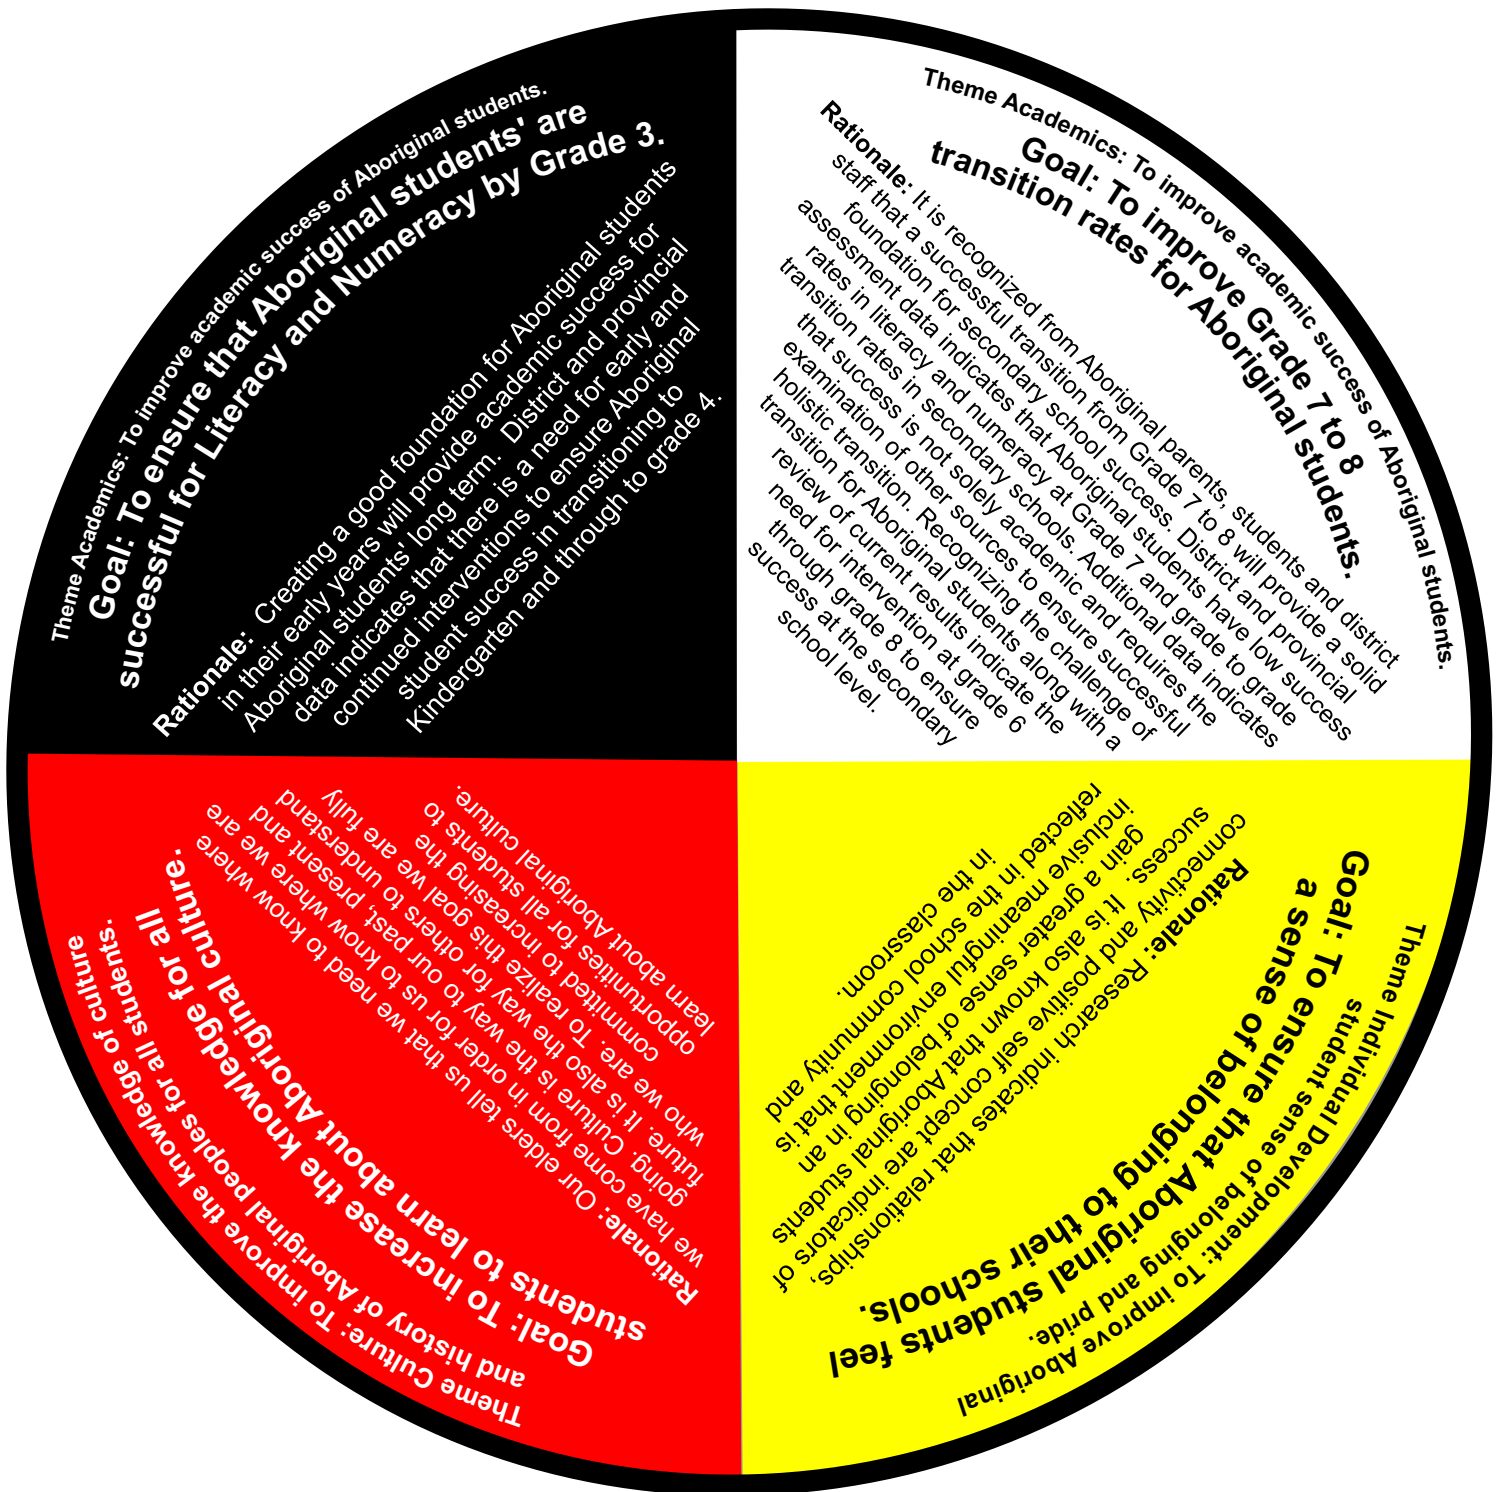 Theme Academics: To improve academic success of Aboriginal students.
Goal: To ensure that Aboriginal students' are
successful for Literacy and Numeracy by Grade 3.
Rationale:  Creating a good foundation for Aboriginal students
in their early years will provide academic success for
Aboriginal students' long term.  District and provincial
data indicates that there is a need for early and
continued interventions to ensure Aboriginal
student success in transitioning to
Kindergarten and through to grade 4.
Theme Academics: To improve academic success of Aboriginal students.
Goal: To improve Grade 7 to 8
transition rates for Aboriginal students.
Rationale: It is recognized from Aboriginal parents, students and district
staff that a successful transition from Grade 7 to 8 will provide a solid
foundation for secondary school success. District and provincial
assessment data indicates that Aboriginal students have low success
rates in literacy and numeracy at Grade 7 and grade to grade
transition rates in secondary schools. Additional data indicates
that success is not solely academic and requires the
examination of other sources to ensure successful
holistic transition. Recognizing the challenge of
transition for Aboriginal students along with a
review of current results indicate the
need for intervention at grade 6
through grade 8 to ensure
success at the secondary
school level.
Theme Individual Development: To improve Aboriginal
student sense of belonging and pride.
Goal: To ensure that Aboriginal students feel
a sense of belonging to their schools.
Rationale: Research indicates that relationships,
connectivity and positive self concept are indicators of
success. It is also known that Aboriginal students
gain a greater sense of belonging in an
inclusive meaningful environment that is
reflected in the school community and
in the classroom.
Theme Culture: To improve the knowledge of culture
and history of Aboriginal peoples for all students.
Goal: To increase the knowledge for all
students to learn about Aboriginal culture.
Rationale: Our elders tell us that we need to know where
we have come from in order for us to know where we are
going. Culture is the way to our past, present and
future. It is also the way for others to understand
who we are. To realize this goal we are fully
committed to increasing the
opportunities for all students to
learn about Aboriginal culture.